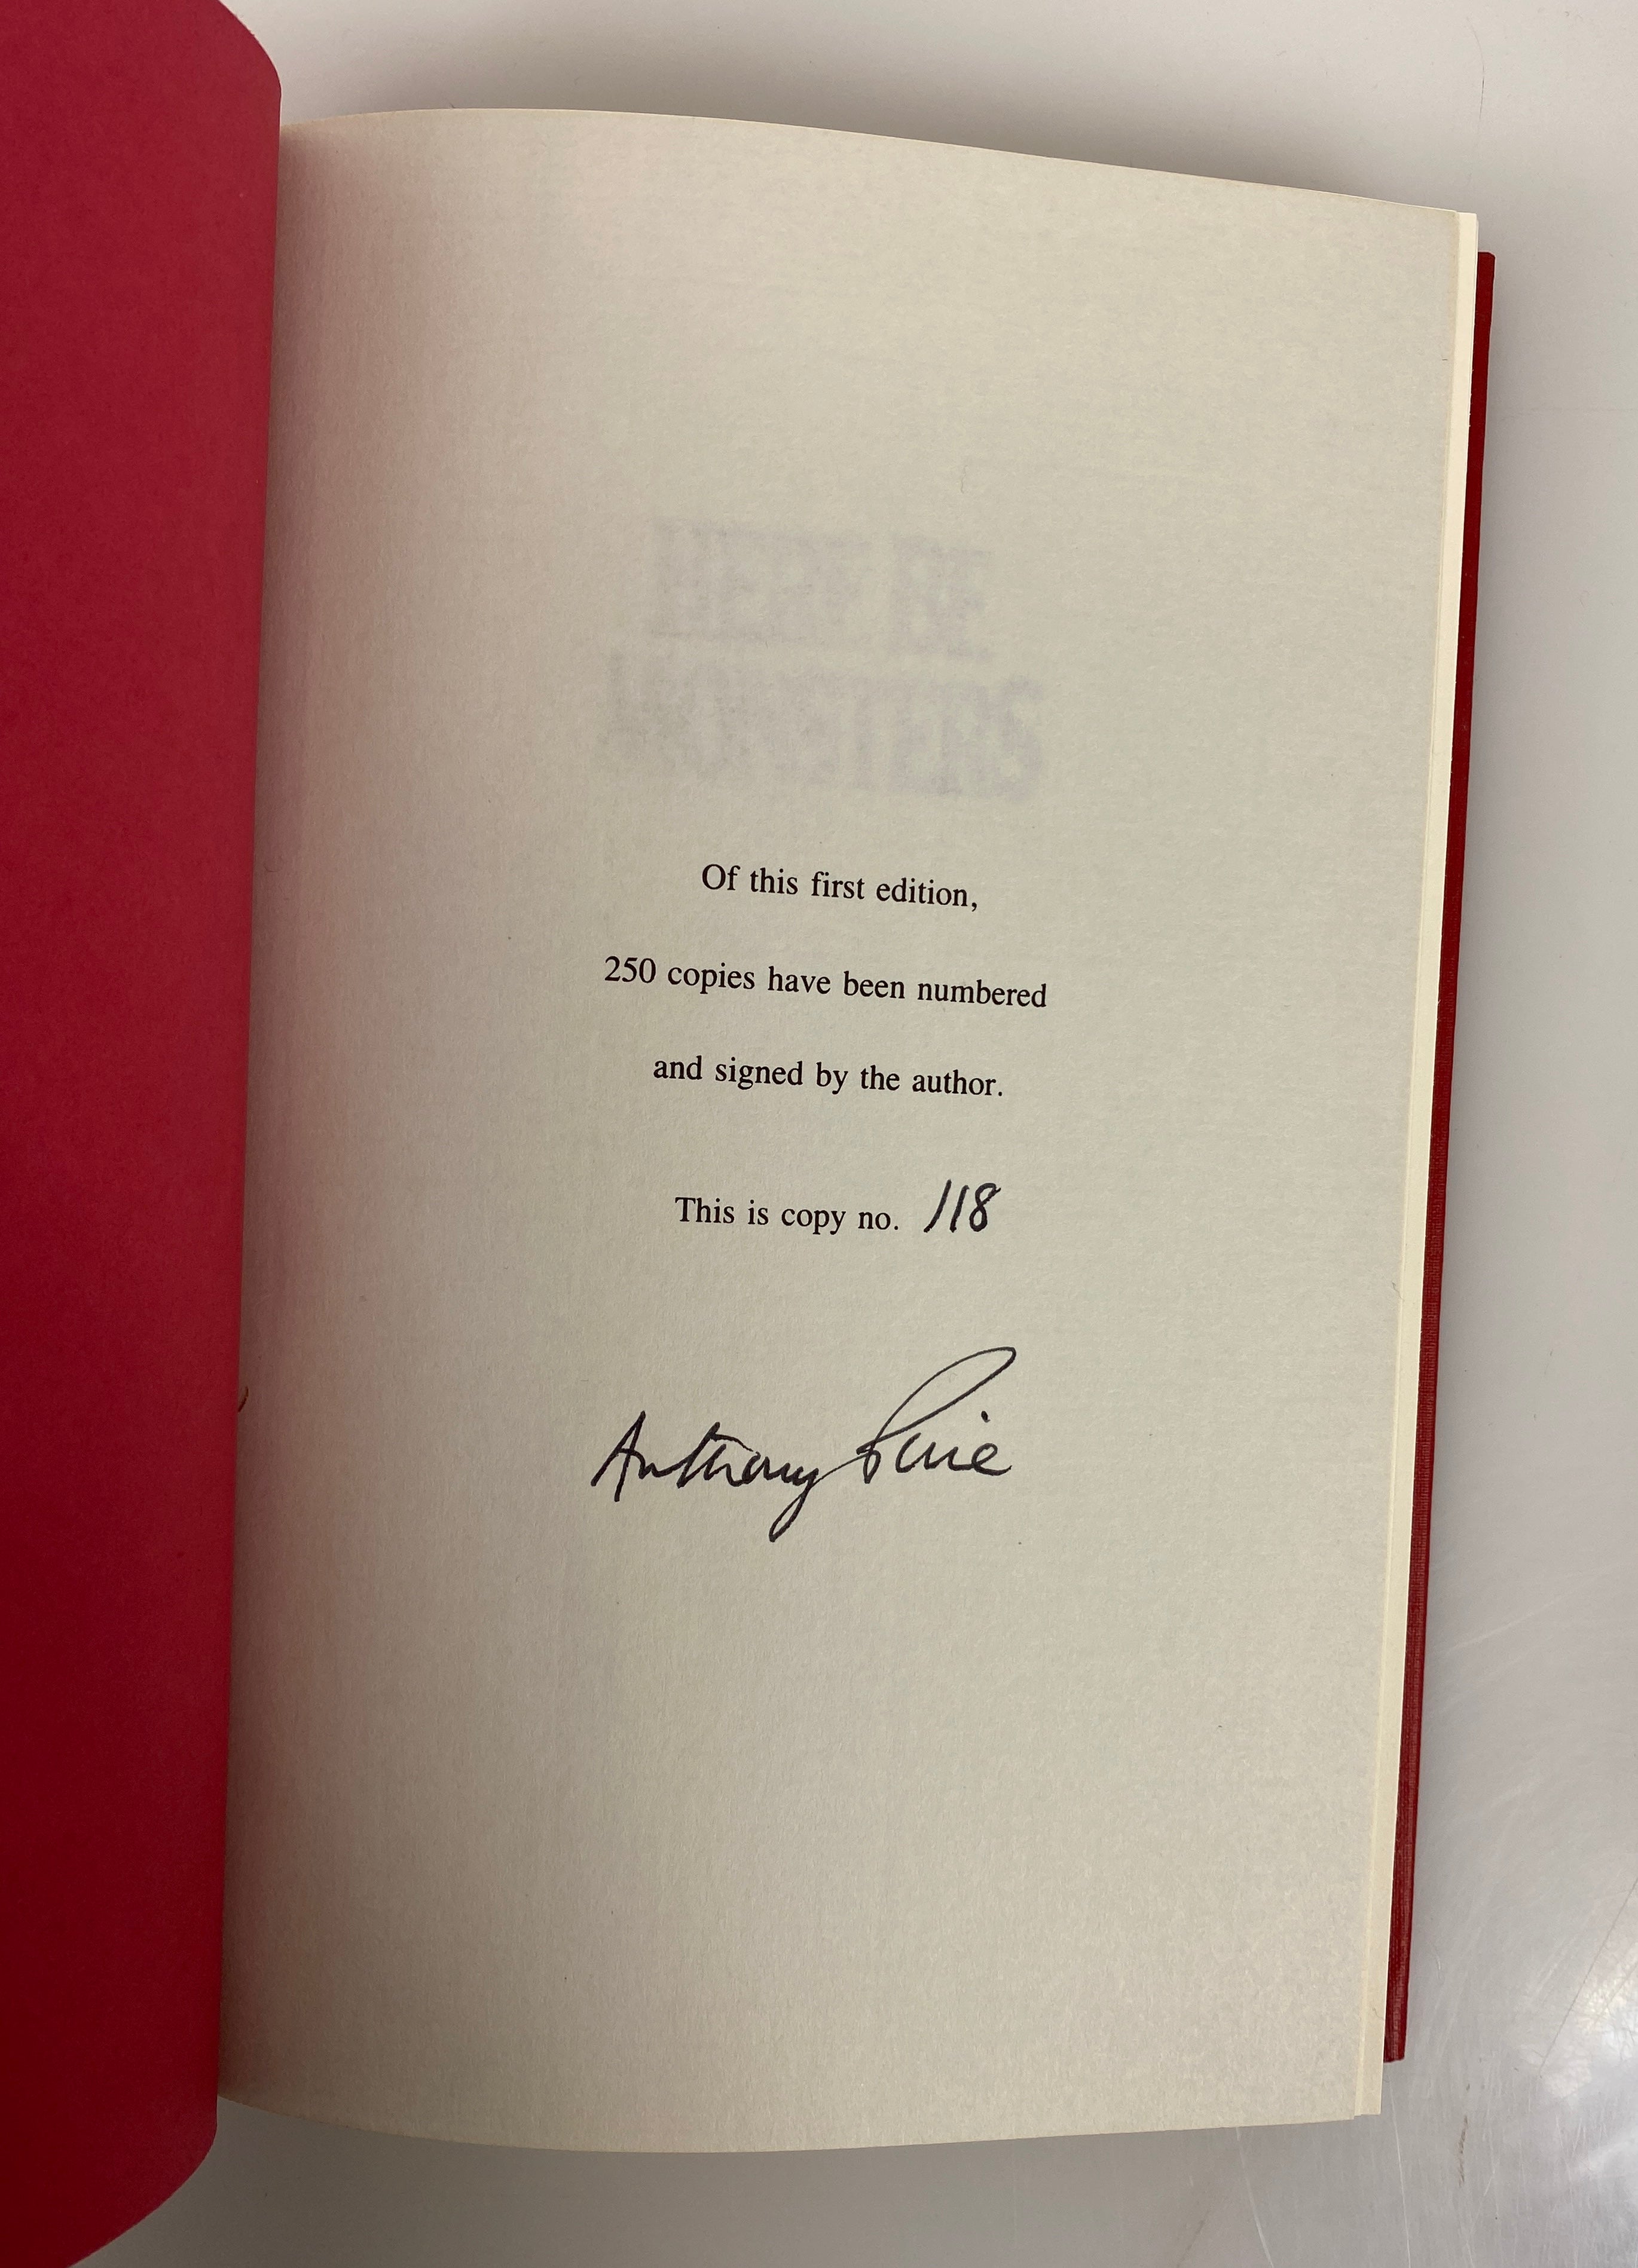 Of this first edition,
250 copies have been numbered
and signed by the author.
This is copy no. 118
Anthony